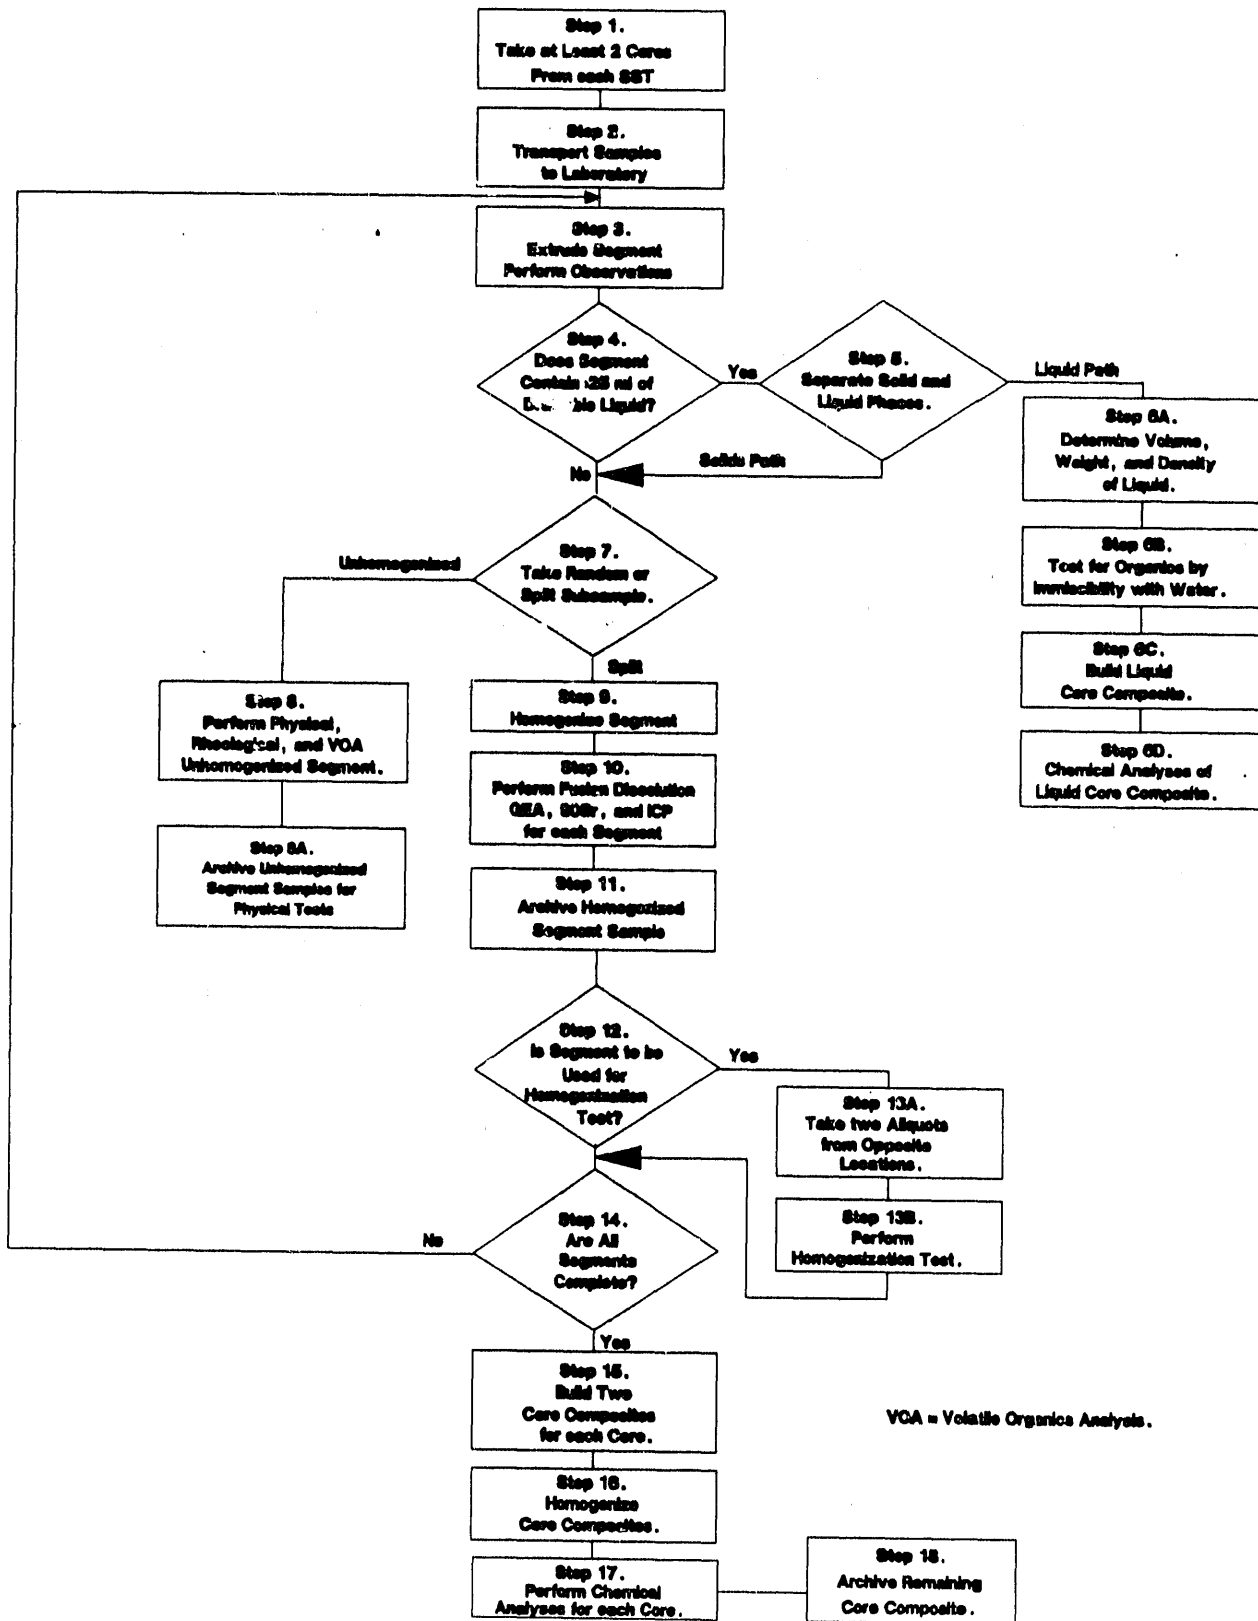 Step 1.
Take at Least 2 Cores
From each SST
Step 2.
Transport Samples
to Laboratory
Step 3.
Extrude Segment
Perform Observations
Step 4.
Does Segment
Contain >25 ml of
Liquid?
Yes
Step 5.
Separate Solid and
Liquid Phases.
Liquid Path
Step 6A.
Determine Volume,
Weight, and Density
of Liquid.
Solids Path
No
Step 6B.
Test for Organics by
Immiscibility with Water.
Step 7.
Take Random or
Split Subsample.
Unhomogenized
Step 6C.
Build Liquid
Core Composite.
Split
Step 8.
Perform Physical,
Rheological, and VOA
Unhomogenized Segment.
Step 9.
Homogenize Segment
Step 6D.
Chemical Analyses of
Liquid Core Composite.
Step 10.
Perform Fusion Dissolution
GEA, 90Sr, and ICP
for each Segment
Step 8A.
Archive Unhomogenized
Segment Samples for
Physical Tests
Step 11.
Archive Homogonized
Segment Sample
Step 12.
Is Segment to be
Used for
Homogenization
Test?
Yes
Step 13A.
Take two Aliquots
from Opposite
Locations.
Step 13B.
Perform
Homogenization Test.
Step 14.
Are All
Segments
Complete?
No
Yes
Step 15.
Build Two
Core Composites
for each Core.
VOA = Volatile Organics Analysis.
Step 16.
Homogenize
Core Composites.
Step 17.
Perform Chemical
Analyses for each Core.
Step 18.
Archive Remaining
Core Composite.